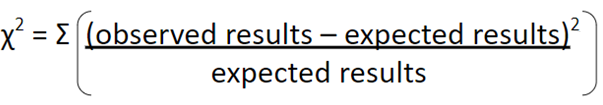 χ² = Σ ( (observed results – expected results)²
expected results )